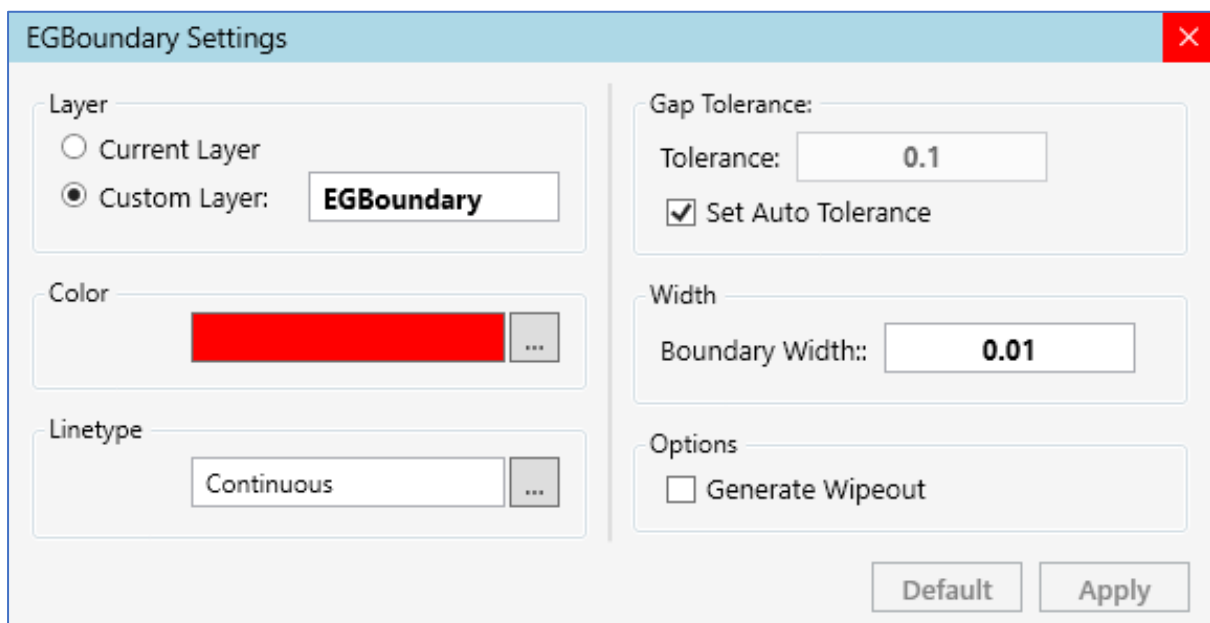 EGBoundary Settings
Layer
Current Layer
Custom Layer: EGBoundary
Color
...
Linetype
Continuous ...
Gap Tolerance:
Tolerance: 0.1
Set Auto Tolerance
Width
Boundary Width:: 0.01
Options
Generate Wipeout
Default Apply